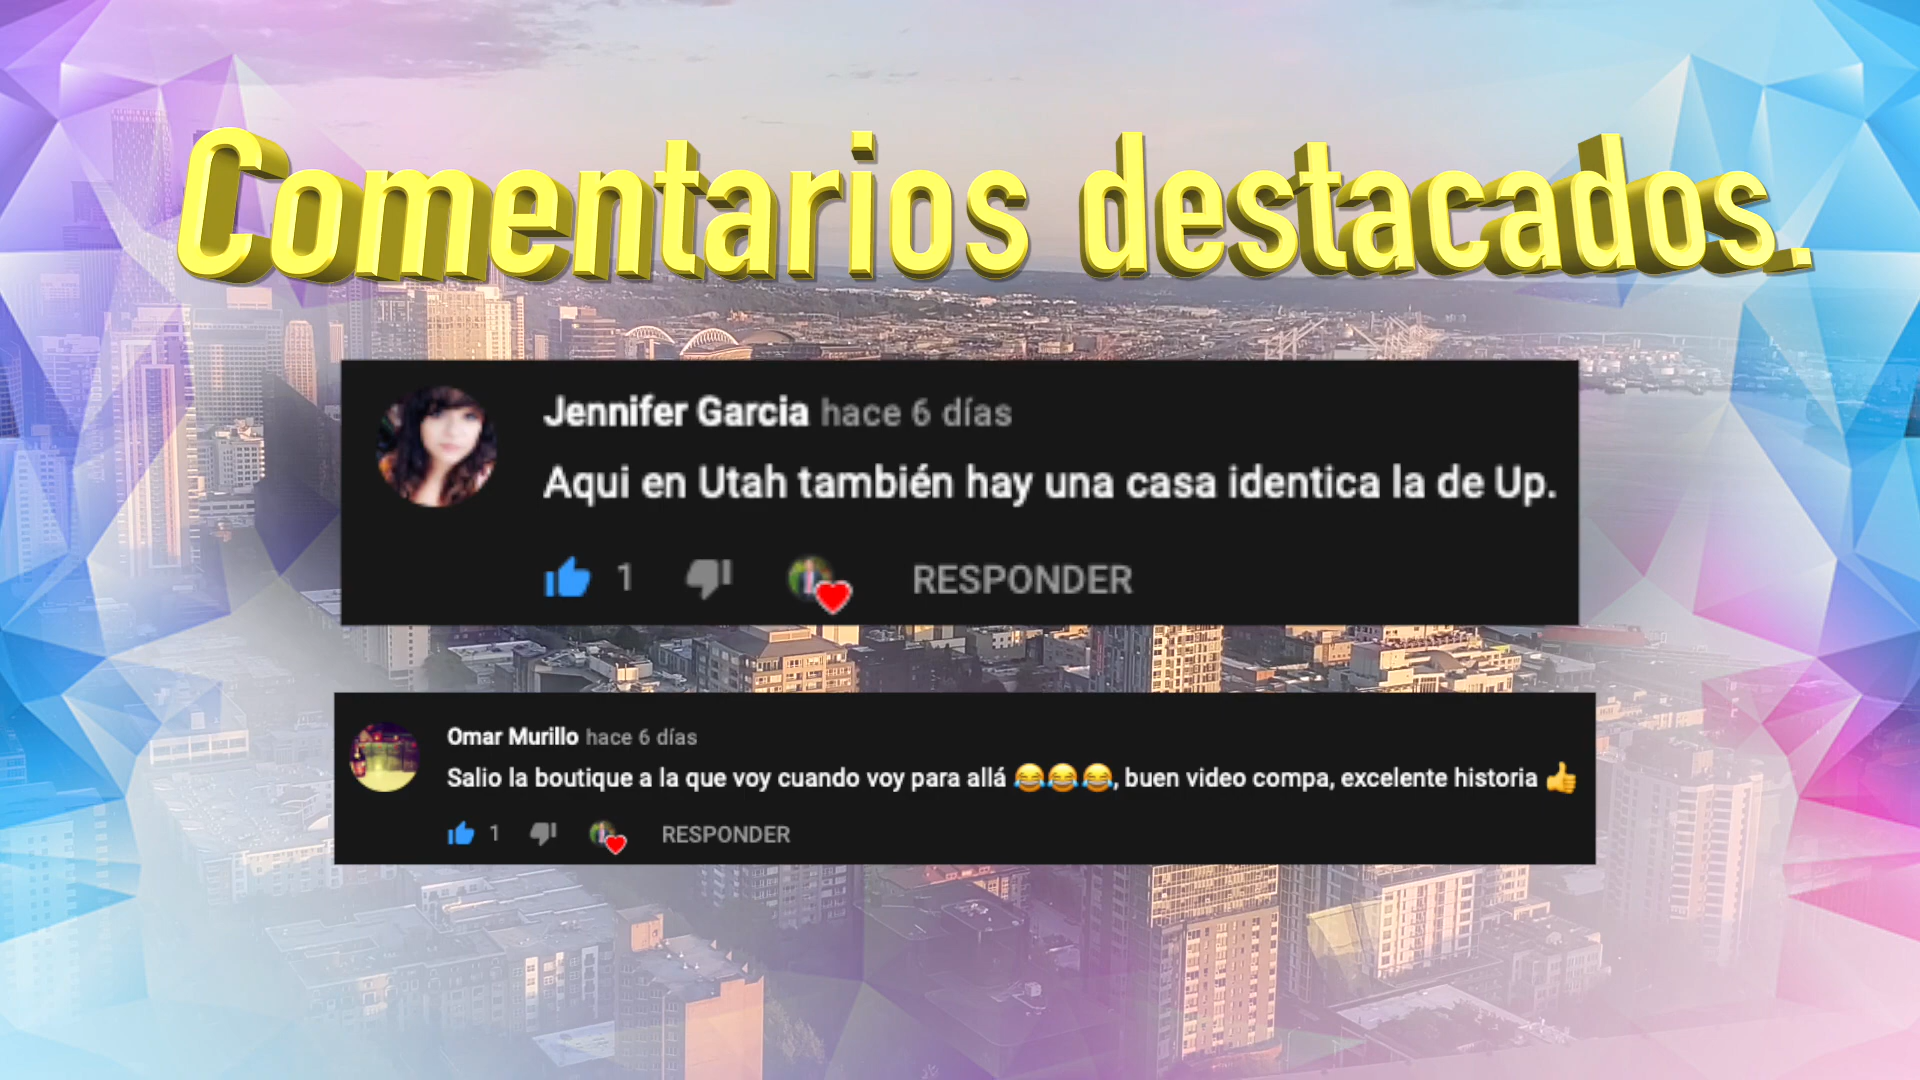 Comentarios destacados.
Jennifer Garcia hace 6 días
Aqui en Utah también hay una casa identica la de Up.
1 RESPONDER
Omar Murillo hace 6 días
Salio la boutique a la que voy cuando voy para allá 😂😂😂, buen video compa, excelente historia 👍
1 RESPONDER